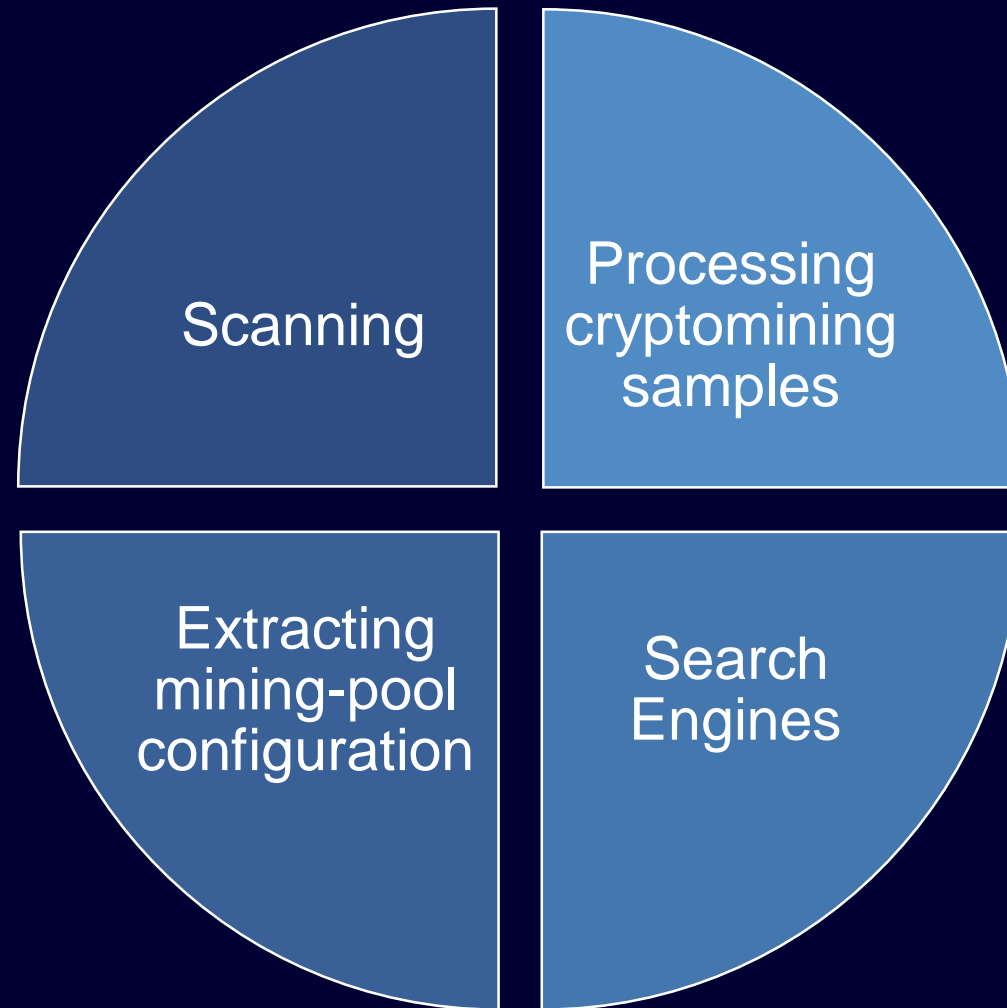 Scanning
Processing
cryptomining
samples
Extracting
mining-pool
configuration
Search
Engines